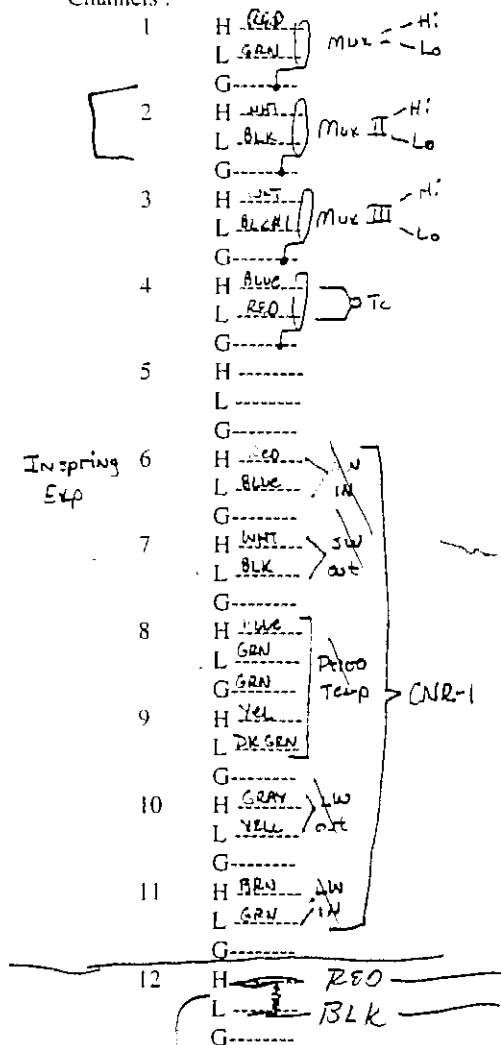 Channels :
1 H RED
L GRN Mux Hi Lo
G
2 H WHT
L BLK Mux II Hi Lo
G
3 H WHT
L Mux III Hi Lo
G
4 H BLUE
L RED Tc
G
5 H
L
G
6 H RED
Inspring Exp
L BLUE IN
G
7 H WHT SW
L BLK out
G
8 H BLUE
L GRN
G GRN Temp
9 H YEL CNR-1
L DK GRN
G
10 H GRAY LW
L YELL out
G
11 H BRN LW
L GRN IN
G
12 H RED
L BLK
G